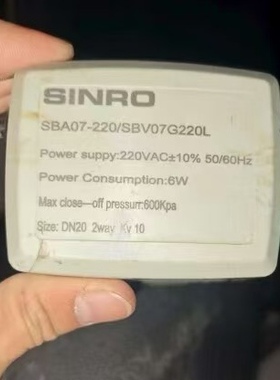 SINRO
SBA07-220/SBV07G220L
Power suppy:220VAC±10% 50/60Hz
Power Consumption:6W
Max close-off pressurr:600Kpa
Size: DN20 2way Kv 10